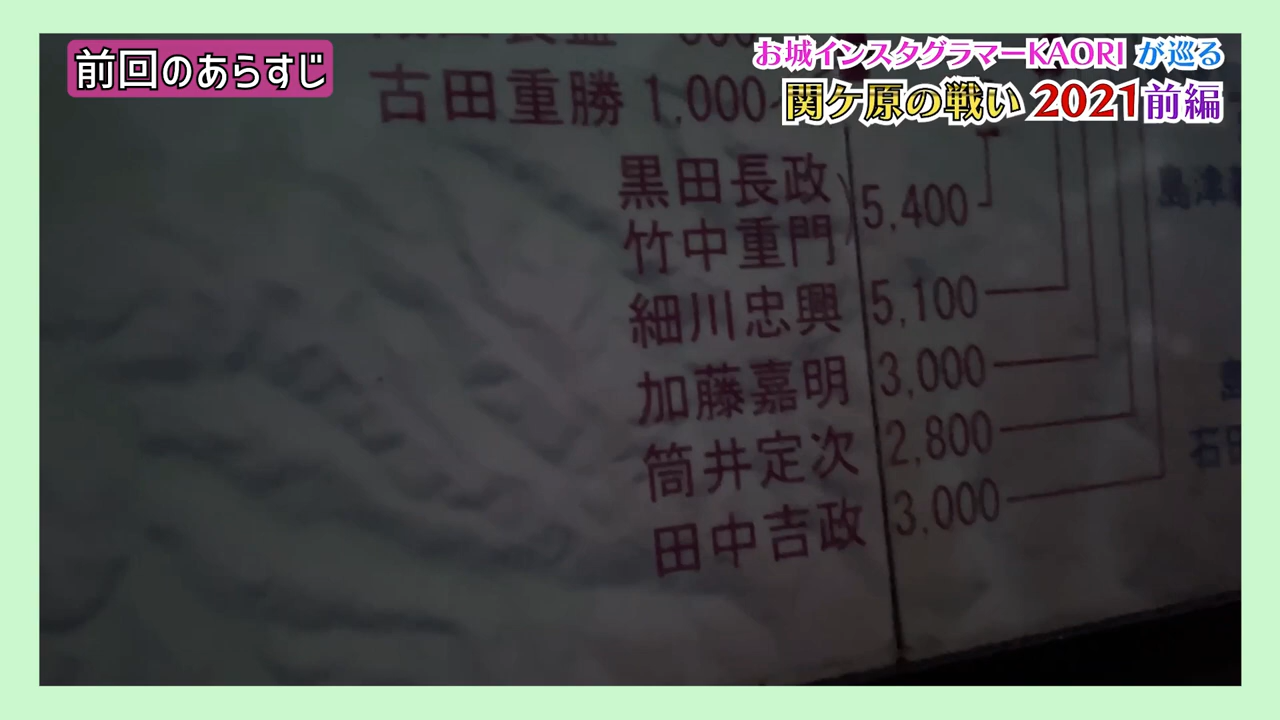 前回のあらすじ
お城インスタグラマーKAORI が巡る
関ケ原の戦い 2021前編
古田重勝 1,000
黒田長政
竹中重門
5,400
細川忠興 5,100
加藤嘉明 3,000
筒井定次 2,800
田中吉政 3,000
島津
石田